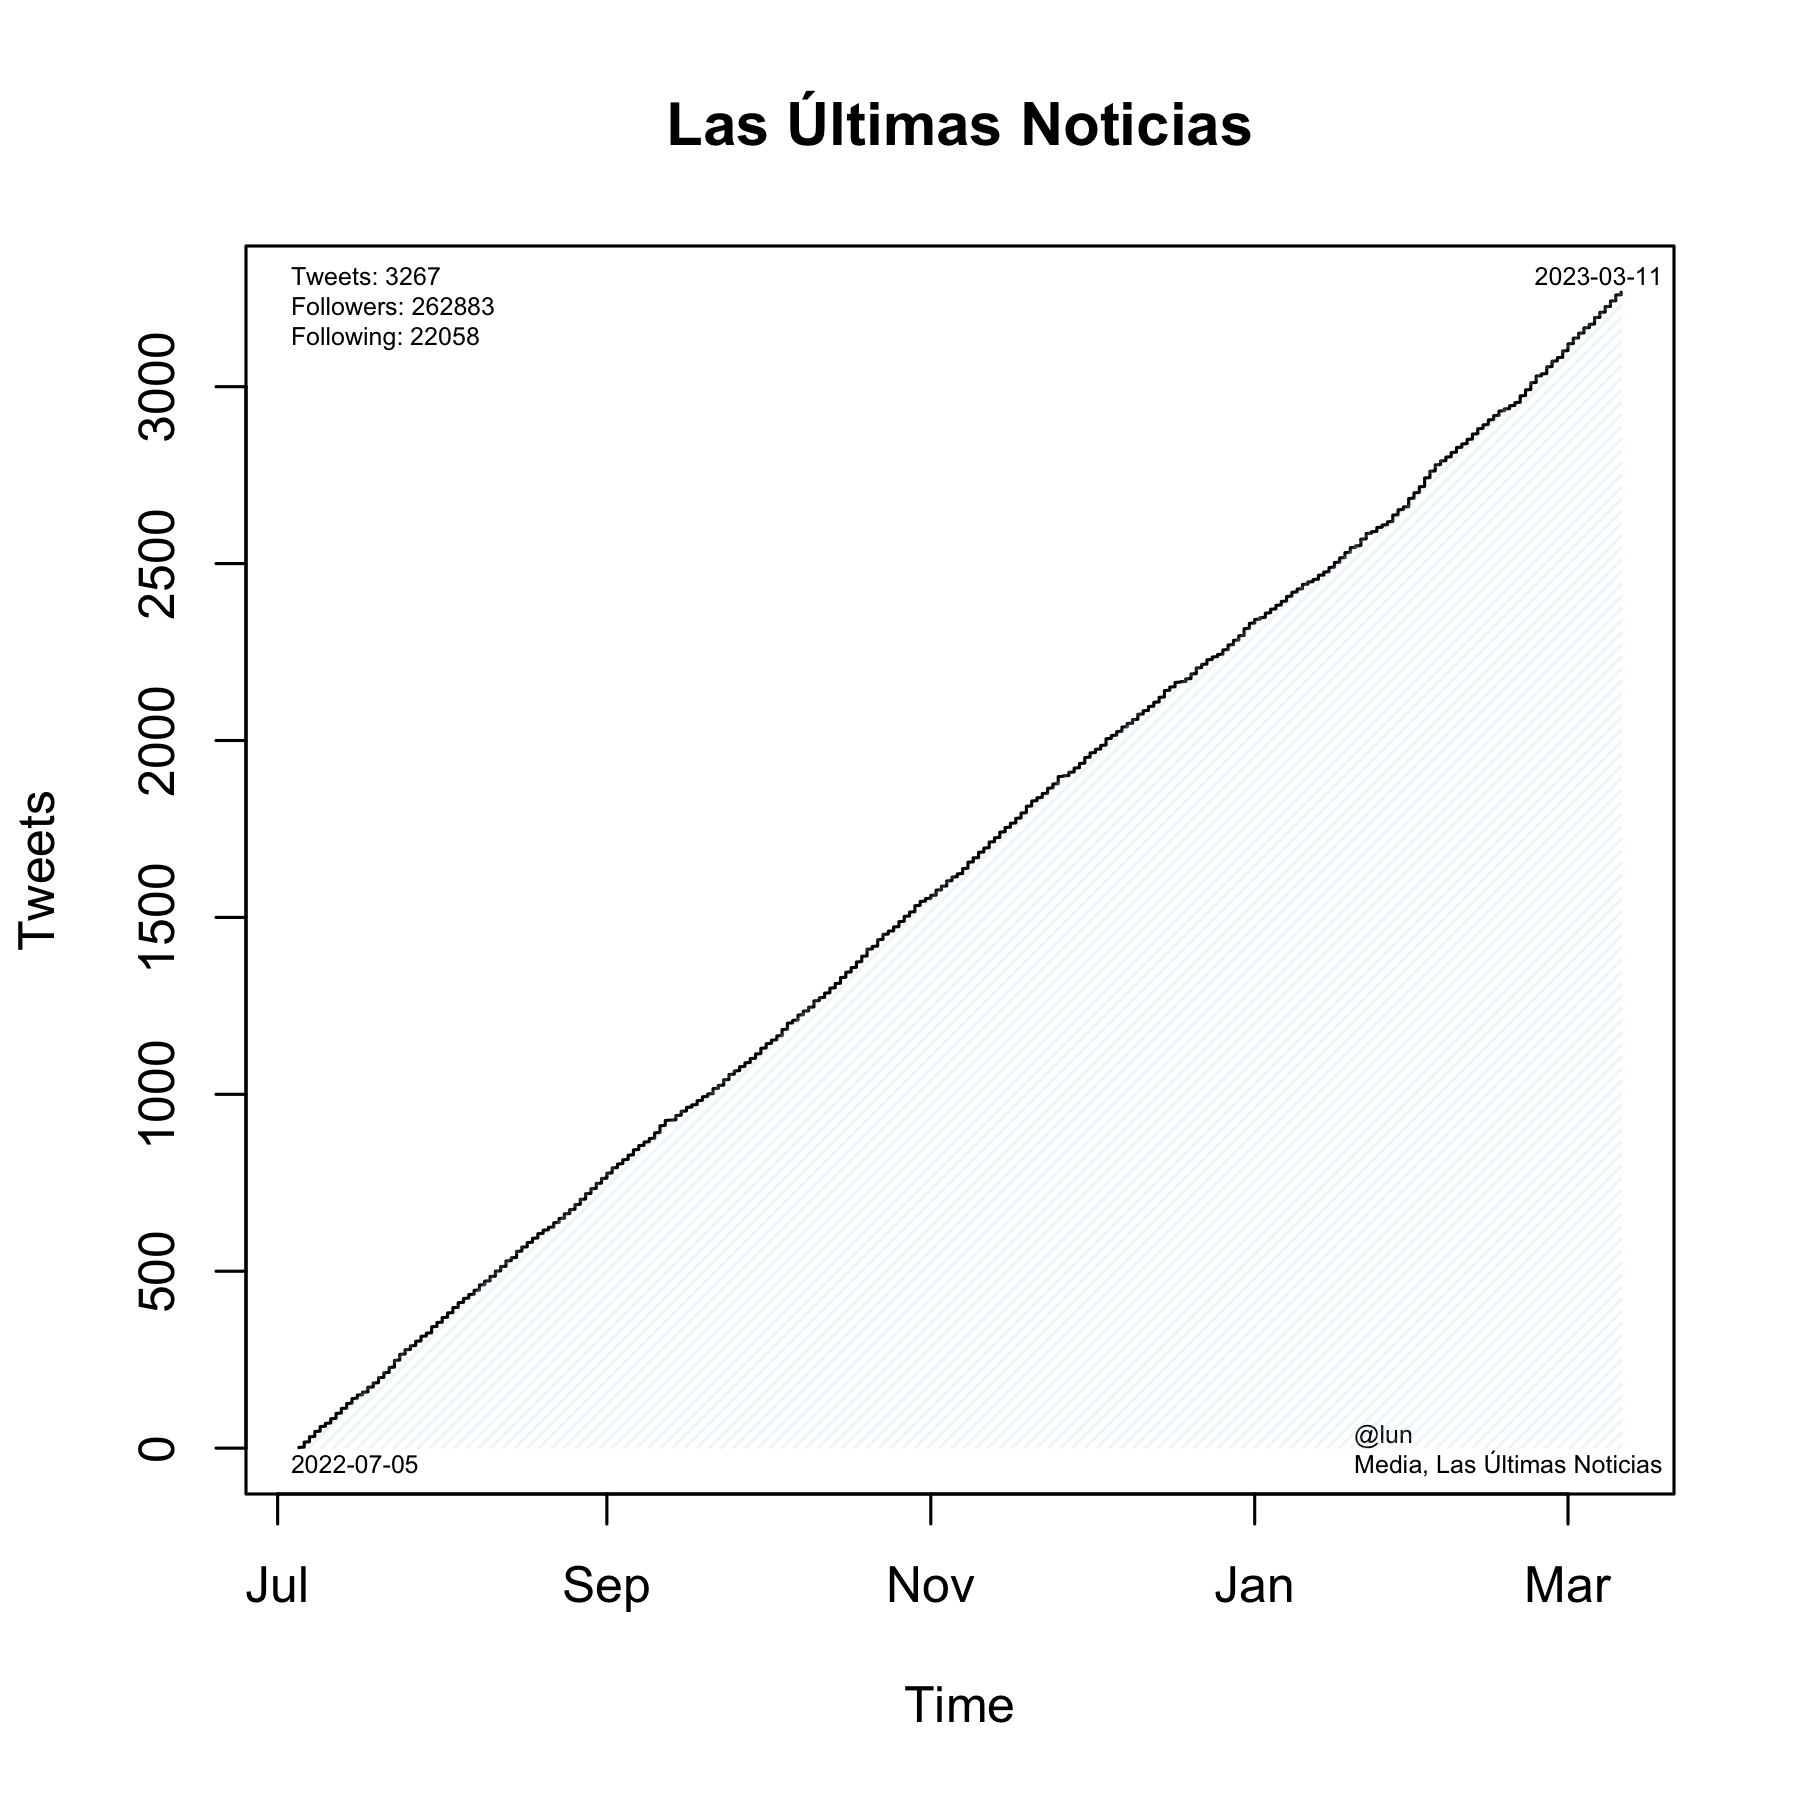 Las Últimas Noticias
Tweets: 3267
Followers: 262883
Following: 22058
2023-03-11
3000
2500
2000
1500
1000
500
0
Tweets
@lun
Media, Las Últimas Noticias
2022-07-05
Jul
Sep
Nov
Jan
Mar
Time